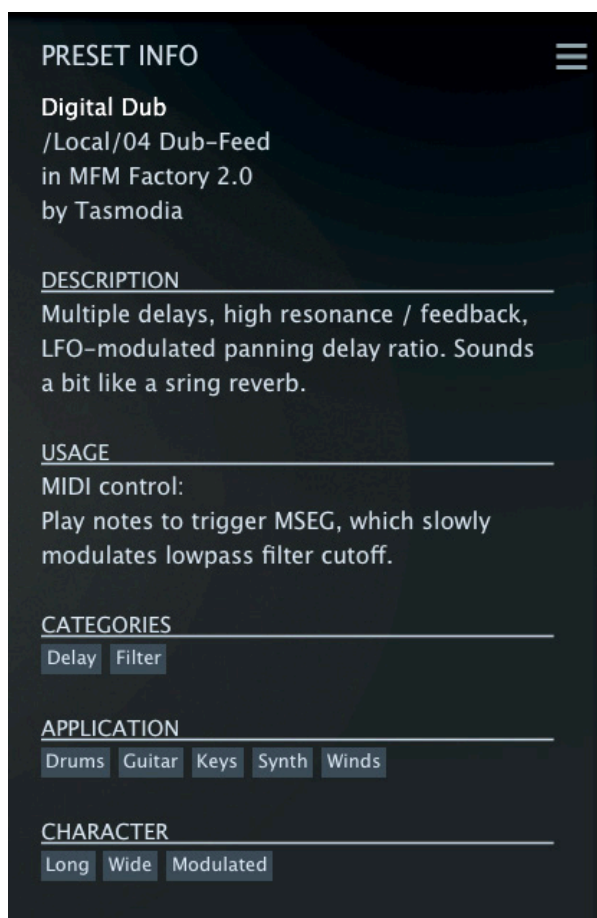 PRESET INFO
Digital Dub
/Local/04 Dub-Feed
in MFM Factory 2.0
by Tasmodia
DESCRIPTION
Multiple delays, high resonance / feedback,
LFO-modulated panning delay ratio. Sounds
a bit like a sring reverb.
USAGE
MIDI control:
Play notes to trigger MSEG, which slowly
modulates lowpass filter cutoff.
CATEGORIES
Delay Filter
APPLICATION
Drums Guitar Keys Synth Winds
CHARACTER
Long Wide Modulated